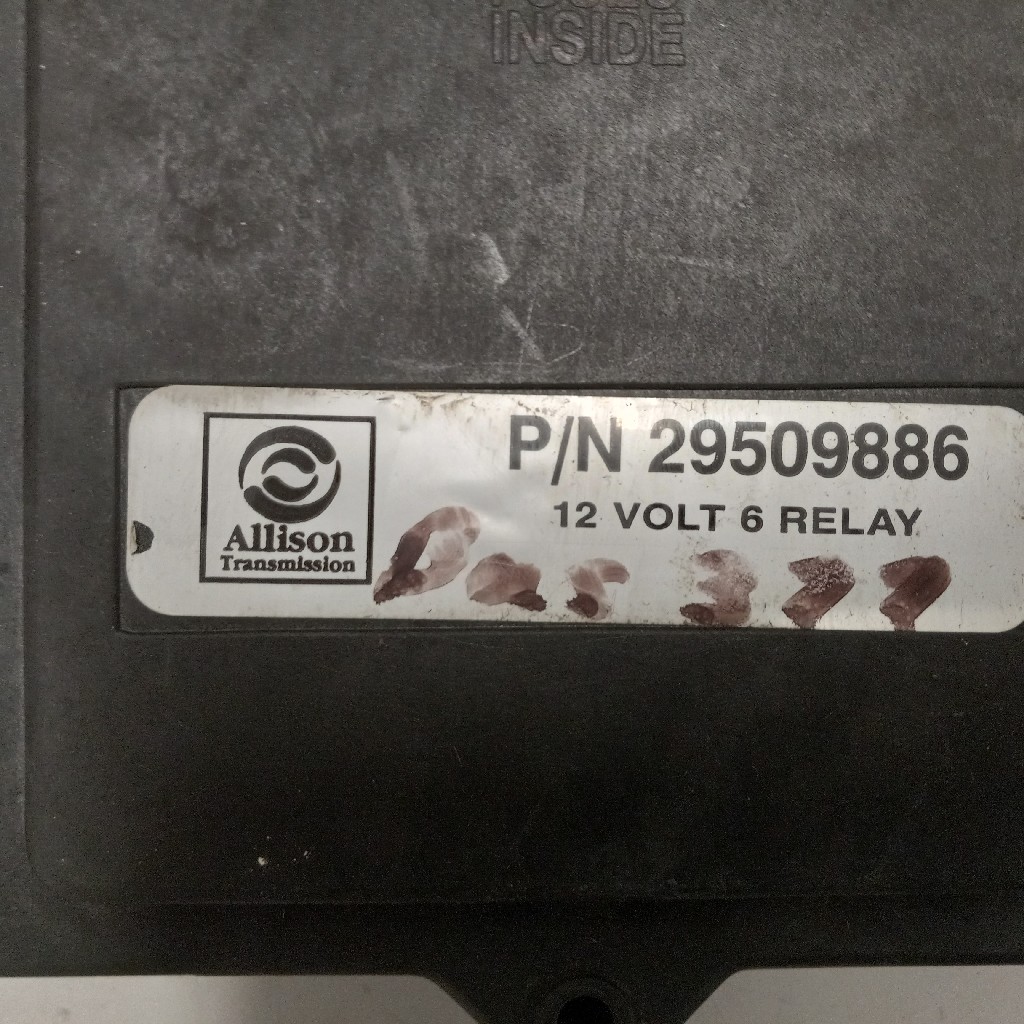 INSIDE
P/N 29509886
12 VOLT 6 RELAY
Allison
Transmission